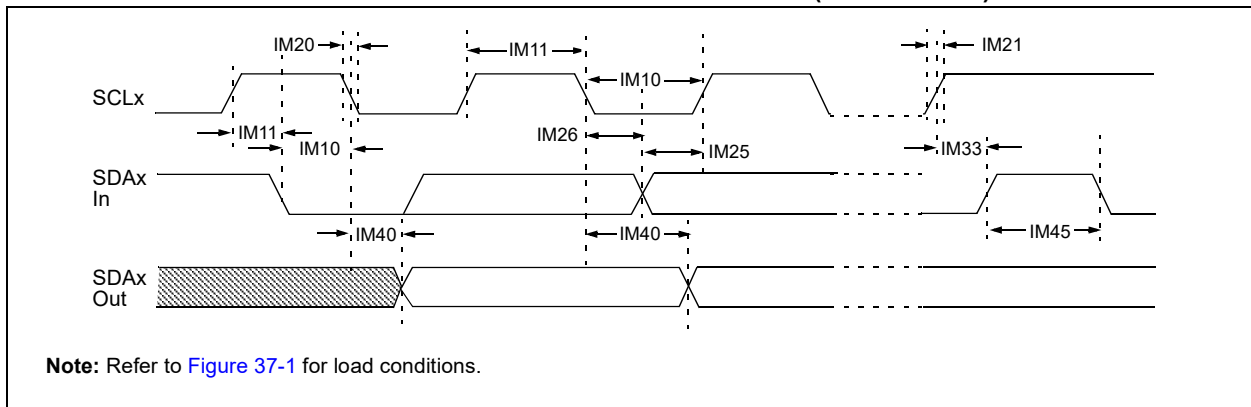 IM20
IM11
IM21
IM10
SCLx
IM11
IM26
IM10
IM25
IM33
SDAx
In
IM40
IM40
IM45
SDAx
Out
Note: Refer to Figure 37-1 for load conditions.